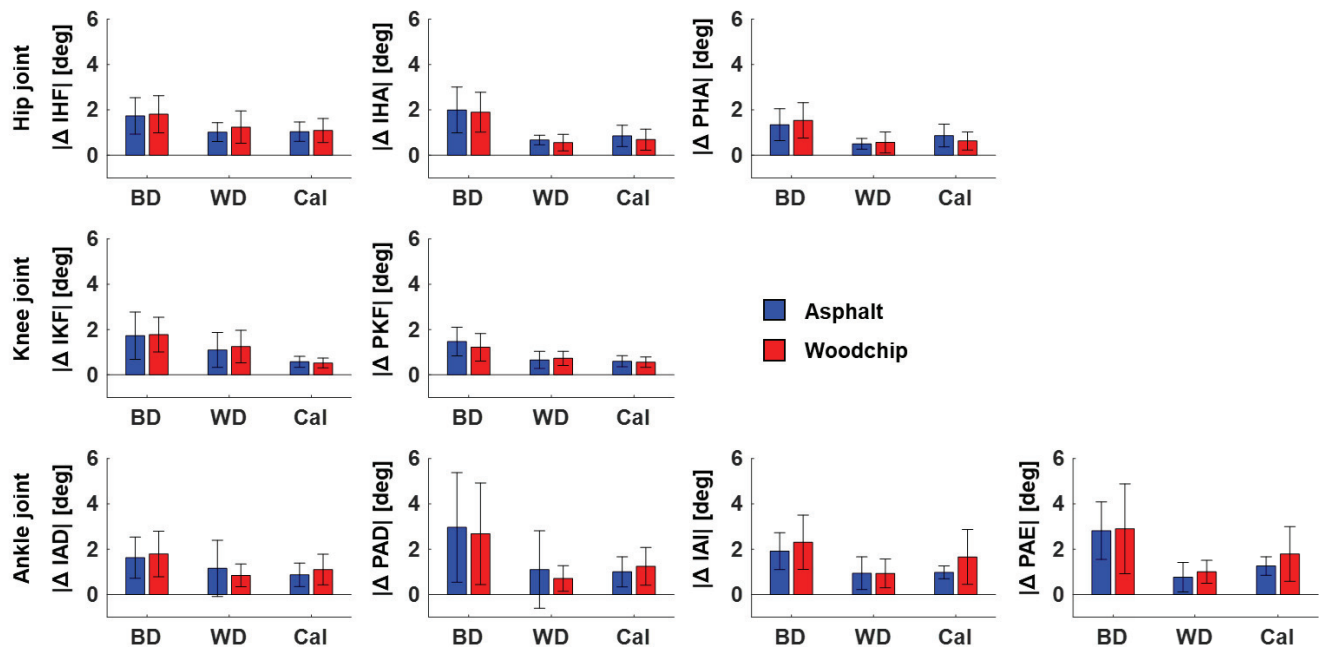 Hip joint
|Δ IHF| [deg]
6
4
2
0
BD WD Cal
|Δ IHA| [deg]
6
4
2
0
BD WD Cal
|Δ PHA| [deg]
6
4
2
0
BD WD Cal
Knee joint
|Δ IKF| [deg]
6
4
2
0
BD WD Cal
|Δ PKF| [deg]
6
4
2
0
BD WD Cal
Asphalt
Woodchip
Ankle joint
|Δ IAD| [deg]
6
4
2
0
BD WD Cal
|Δ PAD| [deg]
6
4
2
0
BD WD Cal
|Δ IAI| [deg]
6
4
2
0
BD WD Cal
|Δ PAE| [deg]
6
4
2
0
BD WD Cal